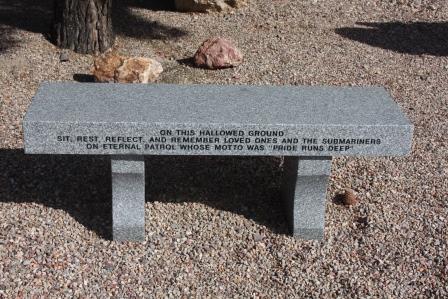 ON THIS HALLOWED GROUND
SIT, REST, REFLECT, AND REMEMBER LOVED ONES AND THE SUBMARINERS
ON ETERNAL PATROL WHOSE MOTTO WAS "PRIDE RUNS DEEP"